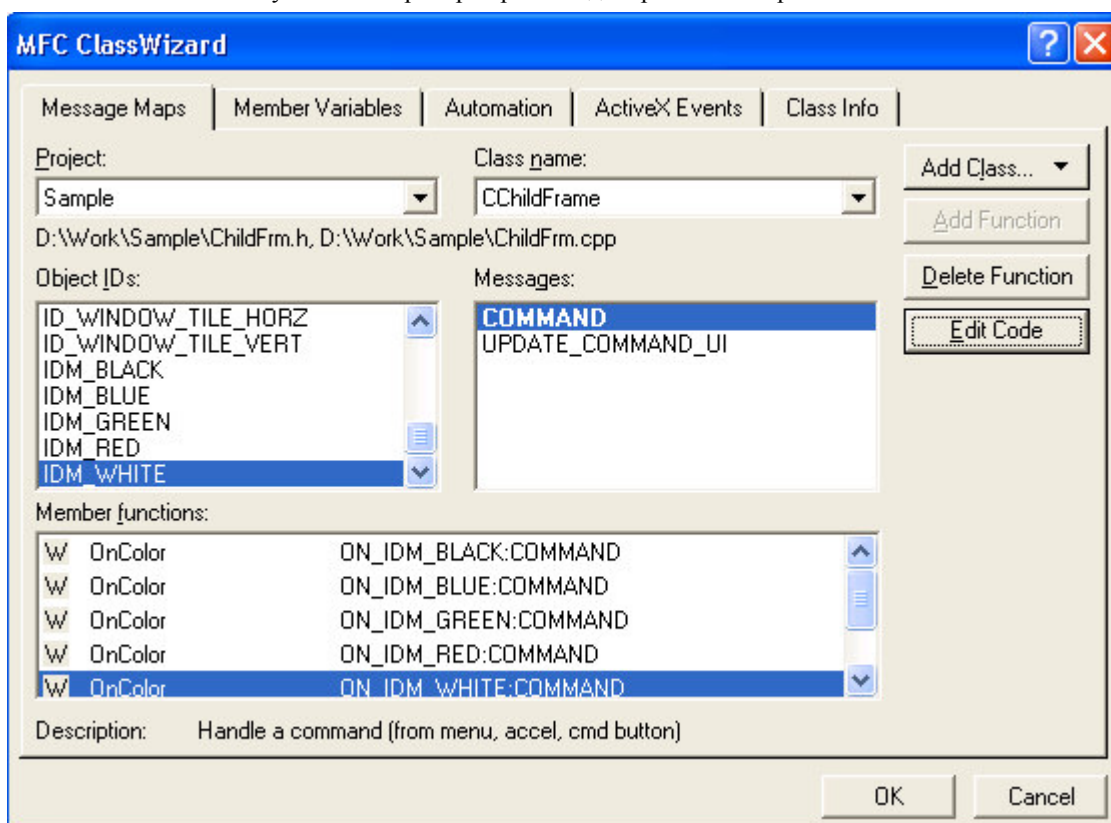 MFC ClassWizard
Message Maps Member Variables Automation ActiveX Events Class Info
Project: Class name:
Add Class...
Sample CChildFrame
Add Function
D:\Work\Sample\ChildFrm.h, D:\Work\Sample\ChildFrm.cpp
Object IDs: Messages:
Delete Function
ID_WINDOW_TILE_HORZ COMMAND
Edit Code
ID_WINDOW_TILE_VERT UPDATE_COMMAND_UI
IDM_BLACK
IDM_BLUE
IDM_GREEN
IDM_RED
IDM_WHITE
Member functions:
W OnColor ON_IDM_BLACK:COMMAND
W OnColor ON_IDM_BLUE:COMMAND
W OnColor ON_IDM_GREEN:COMMAND
W OnColor ON_IDM_RED:COMMAND
W OnColor ON_IDM_WHITE:COMMAND
Description: Handle a command (from menu, accel, cmd button)
OK Cancel